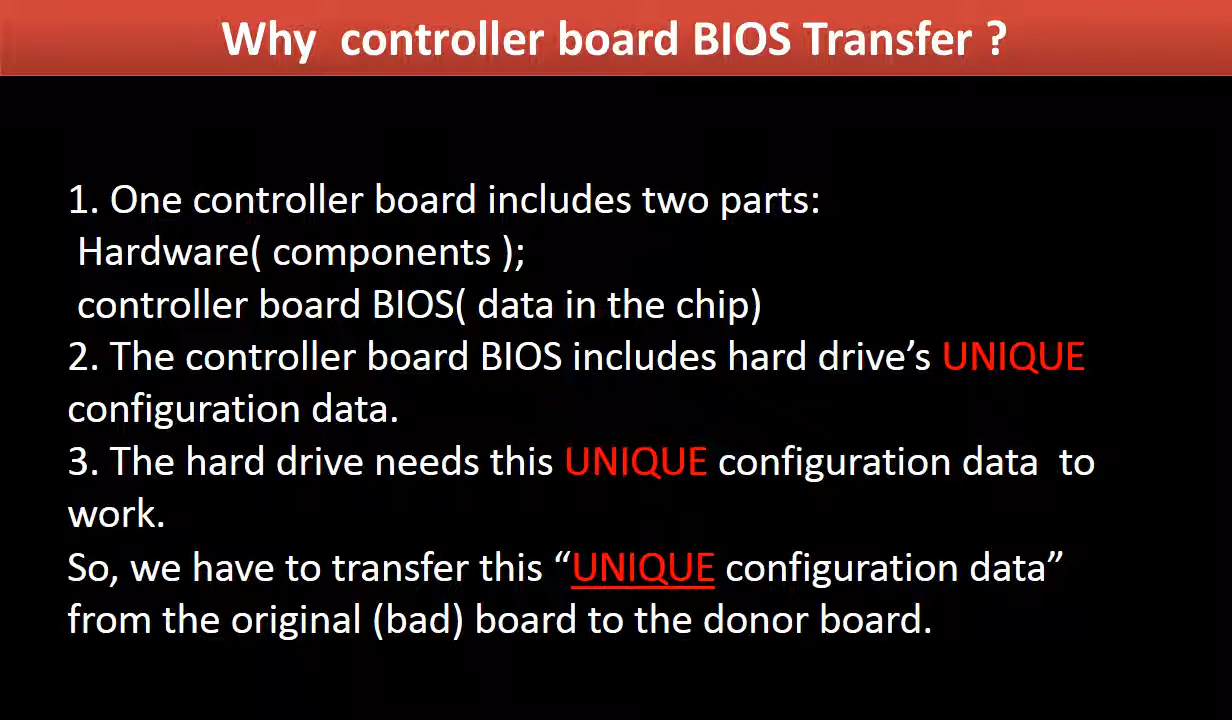 Why  controller board BIOS Transfer ?
1. One controller board includes two parts:
Hardware( components );
controller board BIOS( data in the chip)
2. The controller board BIOS includes hard drive’s UNIQUE
configuration data.
3. The hard drive needs this UNIQUE configuration data  to
work.
So, we have to transfer this “UNIQUE configuration data”
from the original (bad) board to the donor board.